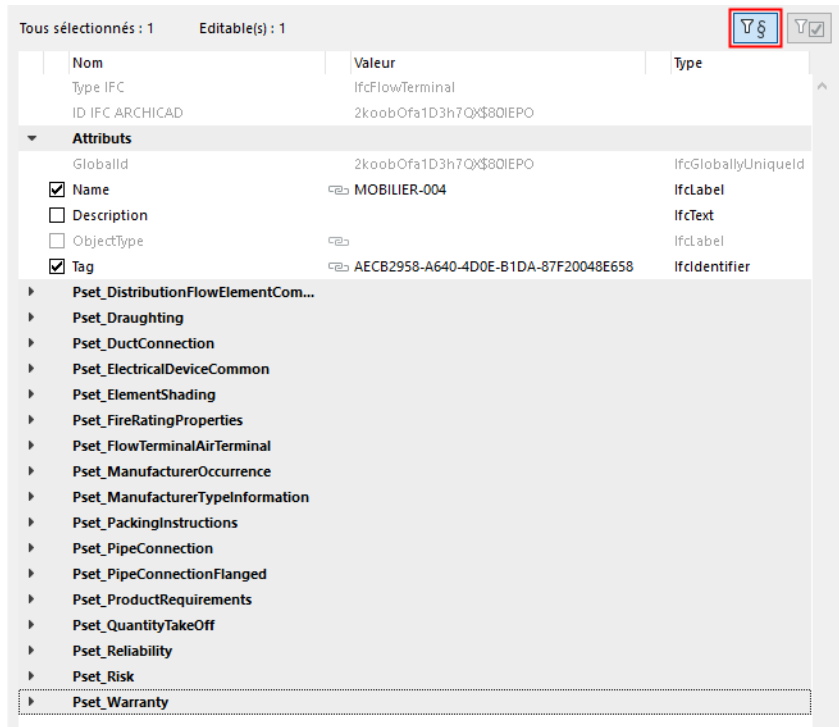 Tous sélectionnés : 1 Editable(s) : 1
Nom Valeur Type
Type IFC IfcFlowTerminal
ID IFC ARCHICAD 2koobOfa1D3h7QX$8OIEPO
Attributs
GlobalId 2koobOfa1D3h7QX$8OIEPO IfcGloballyUniqueId
Name MOBILIER-004 IfcLabel
Description IfcText
ObjectType IfcLabel
Tag AECB2958-A640-4D0E-B1DA-87F20048E658 IfcIdentifier
Pset_DistributionFlowElementCom...
Pset_Draughting
Pset_DuctConnection
Pset_ElectricalDeviceCommon
Pset_ElementShading
Pset_FireRatingProperties
Pset_FlowTerminalAirTerminal
Pset_ManufacturerOccurrence
Pset_ManufacturerTypeInformation
Pset_PackingInstructions
Pset_PipeConnection
Pset_PipeConnectionFlanged
Pset_ProductRequirements
Pset_QuantityTakeOff
Pset_Reliability
Pset_Risk
Pset_Warranty